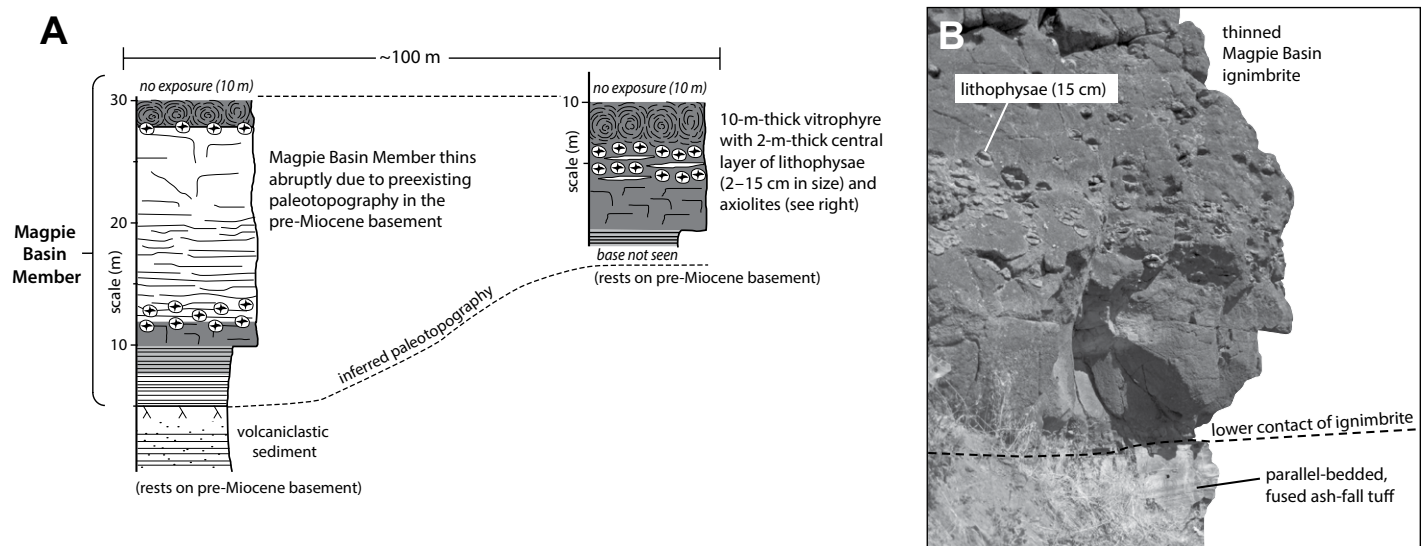 A
~100 m
no exposure (10 m)
30
20
10
scale (m)
Magpie
Basin
Member
Magpie Basin Member thins
abruptly due to preexisting
paleotopography in the
pre-Miocene basement
inferred paleotopography
volcaniclastic
sediment
(rests on pre-Miocene basement)
no exposure (10 m)
10
scale (m)
base not seen
(rests on pre-Miocene basement)
10-m-thick vitrophyre
with 2-m-thick central
layer of lithophysae
(2–15 cm in size) and
axiolites (see right)
B
thinned
Magpie Basin
ignimbrite
lithophysae (15 cm)
lower contact of ignimbrite
parallel-bedded,
fused ash-fall tuff